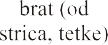 brat (od
strica, tetke)